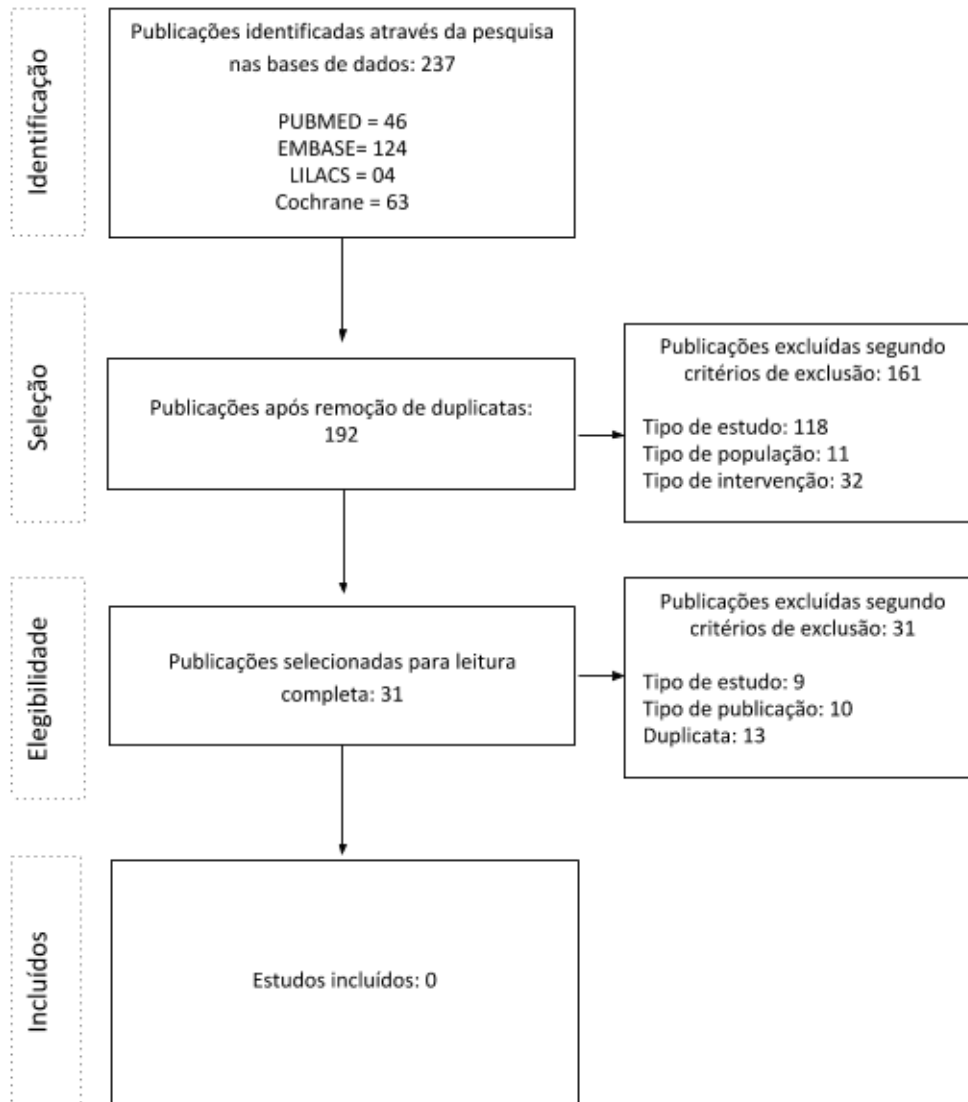 Identificação
Publicações identificadas através da pesquisa
nas bases de dados: 237
PUBMED = 46
EMBASE= 124
LILACS = 04
Cochrane = 63
Seleção
Publicações após remoção de duplicatas:
192
Publicações excluídas segundo
critérios de exclusão: 161
Tipo de estudo: 118
Tipo de população: 11
Tipo de intervenção: 32
Elegibilidade
Publicações selecionadas para leitura
completa: 31
Publicações excluídas segundo
critérios de exclusão: 31
Tipo de estudo: 9
Tipo de publicação: 10
Duplicata: 13
Incluídos
Estudos incluídos: 0